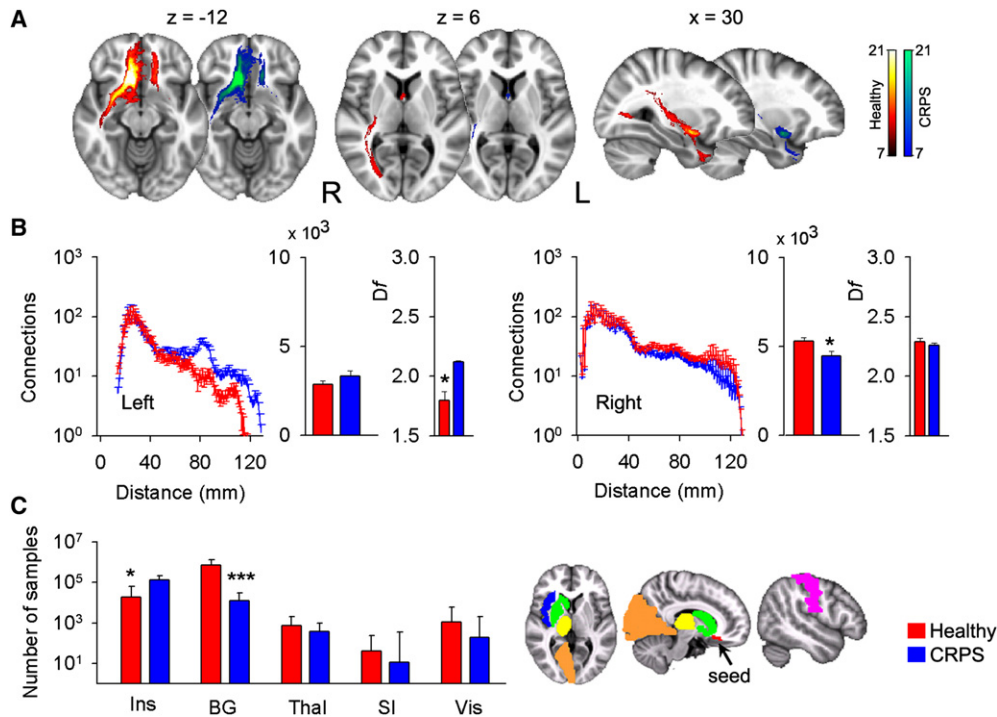 A
z = -12
z = 6
x = 30
R
L
21
7
Healthy
21
7
CRPS
B
Connections
10³
10²
10¹
10⁰
Left
0 40 80 120
Distance (mm)
x 10³
10
5
0
Df
3.0
2.5
2.0
1.5
*
Connections
10³
10²
10¹
10⁰
Right
0 40 80 120
Distance (mm)
x 10³
10
5
0
*
Df
3.0
2.5
2.0
1.5
C
Number of samples
10⁷
10⁵
10³
10¹
*
***
Ins BG Thal SI Vis
seed
Healthy
CRPS